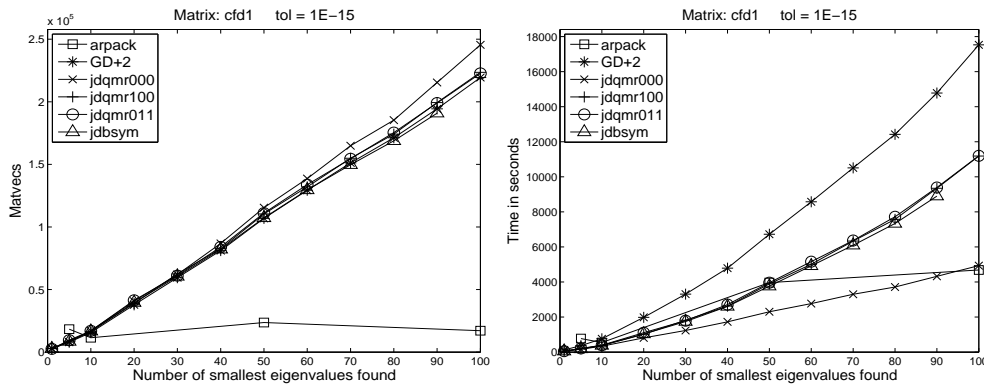 Matrix: cfd1 tol = 1E−15
x 10^5
2.5
2
1.5
1
0.5
0
Matvecs
arpack
GD+2
jdqmr000
jdqmr100
jdqmr011
jdbsym
0 10 20 30 40 50 60 70 80 90 100
Number of smallest eigenvalues found
Matrix: cfd1 tol = 1E−15
18000
16000
14000
12000
10000
8000
6000
4000
2000
0
Time in seconds
arpack
GD+2
jdqmr000
jdqmr100
jdqmr011
jdbsym
0 10 20 30 40 50 60 70 80 90 100
Number of smallest eigenvalues found